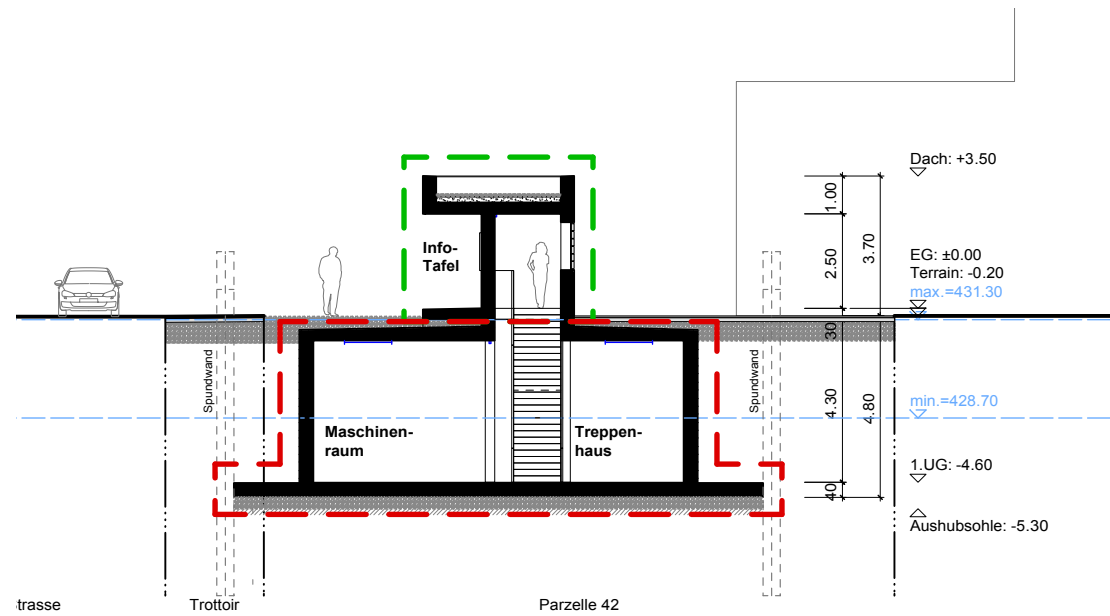 Dach: +3.50
1.00
3.70
2.50
Info-
Tafel
EG: ±0.00
Terrain: -0.20
max.=431.30
30
Spundwand
Spundwand
min.=428.70
4.30
4.80
Maschinen-
raum
Treppen-
haus
1.UG: -4.60
40
Aushubsohle: -5.30
trasse
Trottoir
Parzelle 42